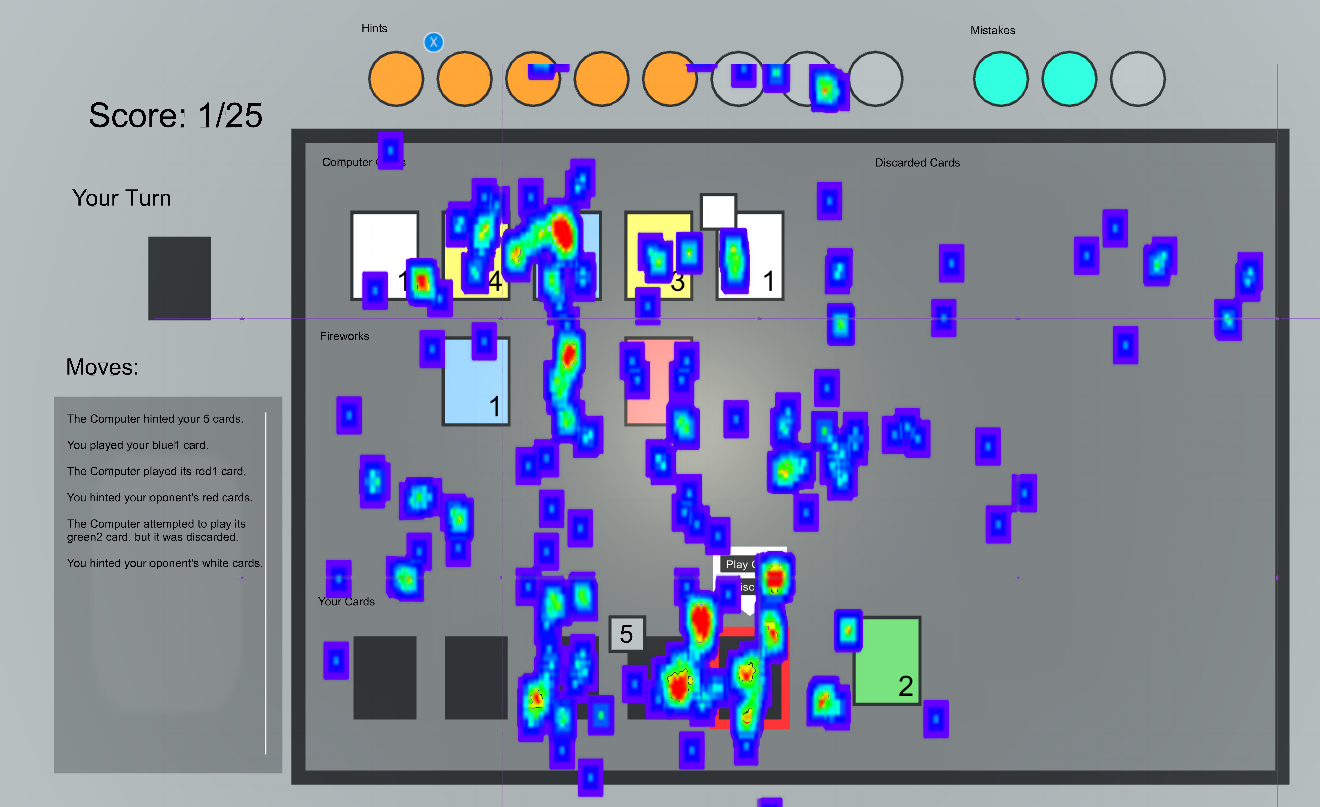 Hints
Mistakes
X
Score: 1/25
Computer
Discarded Cards
Your Turn
1
4
3
1
Fireworks
1
Moves:
The Computer hinted your 5 cards.
You played your blue1 card.
The Computer played its rod1 card.
You hinted your oponent's red cards.
The Computer attempted to play its
green2 card. but it was discarded.
You hinted your oponent's white cards.
Play
Your Cards
5
2